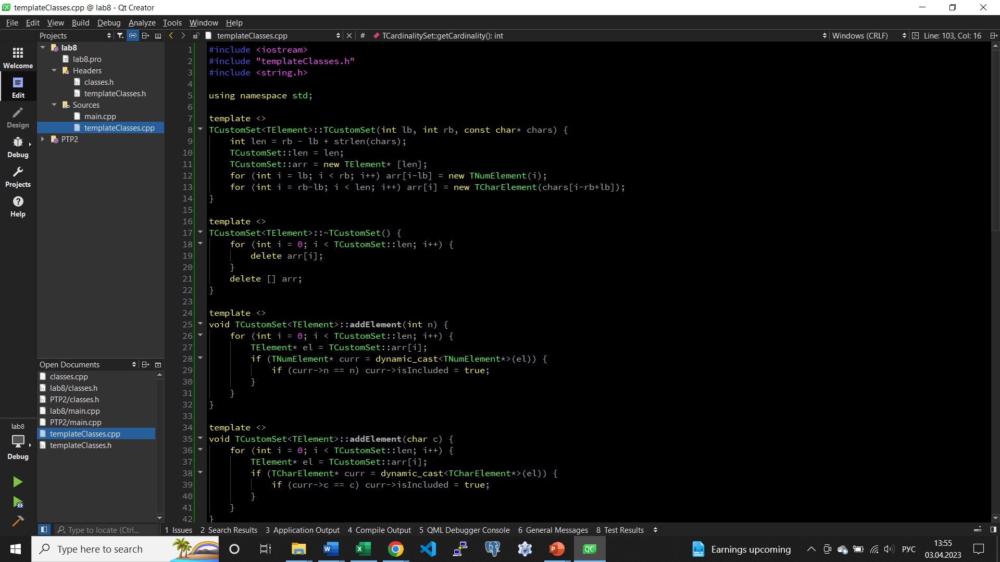 templateClasses.cpp @ lab8 - Qt Creator
File Edit View Build Debug Analyze Tools Window Help
Projects
templateClasses.cpp
# TCardinalitySet::getCardinality(): int
Windows (CRLF)
Line: 103, Col: 16
Welcome
Edit
Design
Debug
Projects
Help
lab8
Debug
lab8
lab8.pro
Headers
classes.h
templateClasses.h
Sources
main.cpp
templateClasses.cpp
PTP2
Open Documents
classes.cpp
lab8/classes.h
PTP2/classes.h
lab8/main.cpp
PTP2/main.cpp
templateClasses.cpp
templateClasses.h
1 #include <iostream>
2 #include "templateClasses.h"
3 #include <string.h>
4
5 using namespace std;
6
7 template <>
8 TCustomSet<TElement>::TCustomSet(int lb, int rb, const char* chars) {
9     int len = rb - lb + strlen(chars);
10     TCustomSet::len = len;
11     TCustomSet::arr = new TElement* [len];
12     for (int i = lb; i < rb; i++) arr[i-lb] = new TNumElement(i);
13     for (int i = rb-lb; i < len; i++) arr[i] = new TCharElement(chars[i-rb+lb]);
14 }
15
16 template <>
17 TCustomSet<TElement>::~TCustomSet() {
18     for (int i = 0; i < TCustomSet::len; i++) {
19         delete arr[i];
20     }
21     delete [] arr;
22 }
23
24 template <>
25 void TCustomSet<TElement>::addElement(int n) {
26     for (int i = 0; i < TCustomSet::len; i++) {
27         TElement* el = TCustomSet::arr[i];
28         if (TNumElement* curr = dynamic_cast<TNumElement*>(el)) {
29             if (curr->n == n) curr->isIncluded = true;
30         }
31     }
32 }
33
34 template <>
35 void TCustomSet<TElement>::addElement(char c) {
36     for (int i = 0; i < TCustomSet::len; i++) {
37         TElement* el = TCustomSet::arr[i];
38         if (TCharElement* curr = dynamic_cast<TCharElement*>(el)) {
39             if (curr->c == c) curr->isIncluded = true;
40         }
41     }
42 }
Type to locate (Ctrl...
1 Issues 2 Search Results 3 Application Output 4 Compile Output 5 QML Debugger Console 6 General Messages 8 Test Results
Type here to search
Earnings upcoming
РУС
13:55
03.04.2023